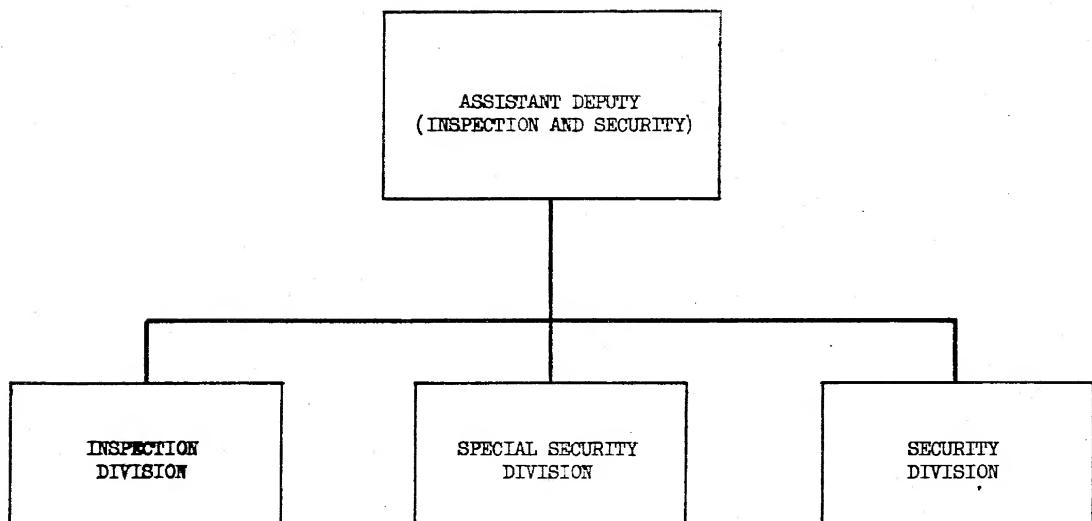 ASSISTANT DEPUTY
(INSPECTION AND SECURITY)
INSPECTION
DIVISION
SPECIAL SECURITY
DIVISION
SECURITY
DIVISION